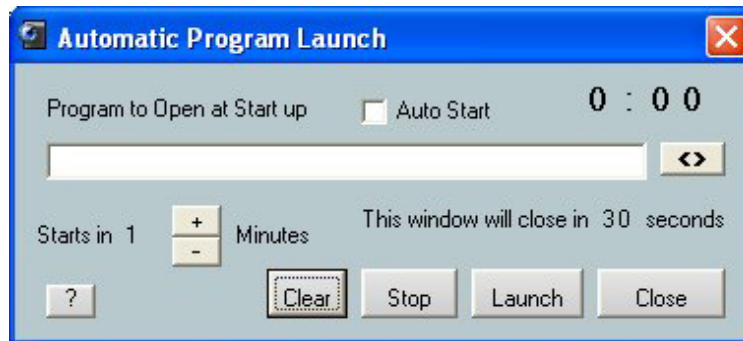 Automatic Program Launch
Program to Open at Start up Auto Start 0 : 0 0
<>
Starts in 1 + - Minutes This window will close in 30 seconds
? Clear Stop Launch Close